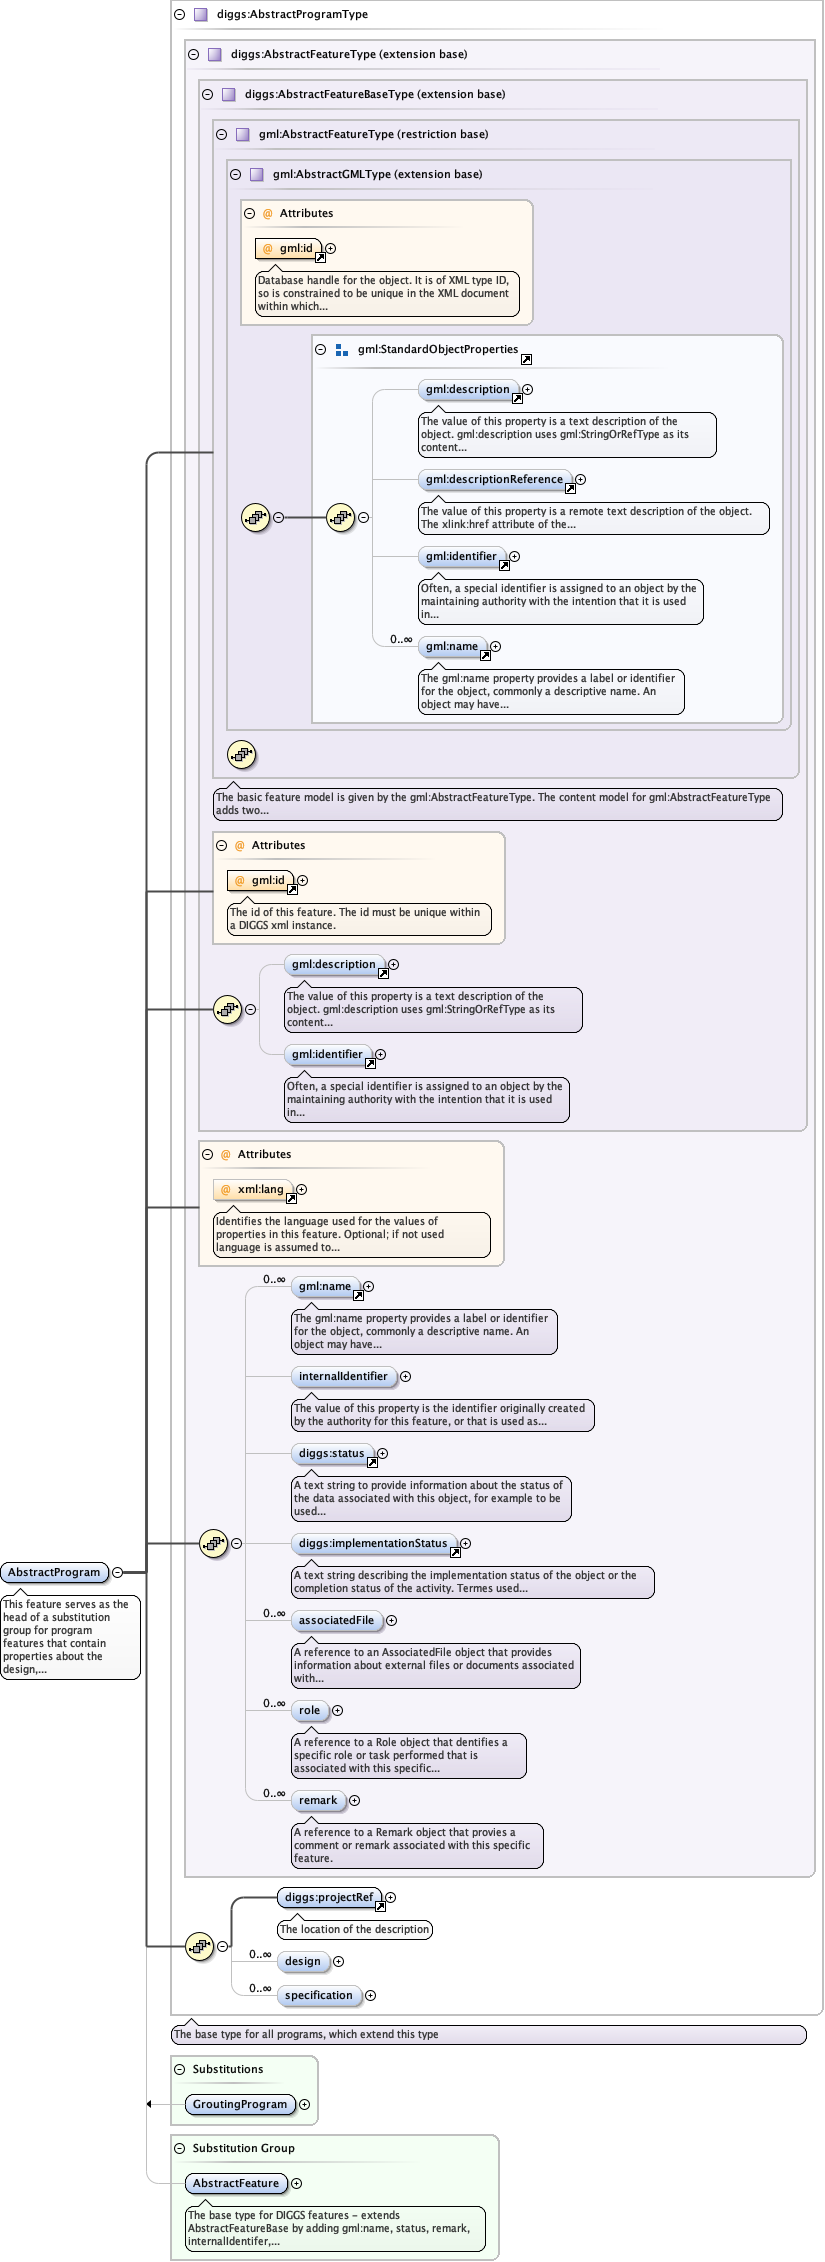 diggs:AbstractProgramType
diggs:AbstractFeatureType (extension base)
diggs:AbstractFeatureBaseType (extension base)
gml:AbstractFeatureType (restriction base)
gml:AbstractGMLType (extension base)
@ Attributes
@ gml:id
Database handle for the object. It is of XML type ID,
so is constrained to be unique in the XML document
within which...
gml:StandardObjectProperties
gml:description
The value of this property is a text description of the
object. gml:description uses gml:StringOrRefType as its
content...
gml:descriptionReference
The value of this property is a remote text description of the object.
The xlink:href attribute of the...
gml:identifier
Often, a special identifier is assigned to an object by the
maintaining authority with the intention that it is used
in...
0..∞
gml:name
The gml:name property provides a label or identifier
for the object, commonly a descriptive name. An
object may have...
The basic feature model is given by the gml:AbstractFeatureType. The content model for gml:AbstractFeatureType
adds two...
@ Attributes
@ gml:id
The id of this feature. The id must be unique within
a DIGGS xml instance.
gml:description
The value of this property is a text description of the
object. gml:description uses gml:StringOrRefType as its
content...
gml:identifier
Often, a special identifier is assigned to an object by the
maintaining authority with the intention that it is used
in...
@ Attributes
@ xml:lang
Identifies the language used for the values of
properties in this feature. Optional; if not used
language is assumed to...
0..∞
gml:name
The gml:name property provides a label or identifier
for the object, commonly a descriptive name. An
object may have...
internalIdentifier
The value of this property is the identifier originally created
by the authority for this feature, or that is used as...
diggs:status
A text string to provide information about the status of
the data associated with this object, for example to be
used...
diggs:implementationStatus
A text string describing the implementation status of the object or the
completion status of the activity. Termes used...
AbstractProgram
This feature serves as the
head of a substitution
group for program
features that contain
properties about the
design,...
0..∞
associatedFile
A reference to an AssociatedFile object that provides
information about external files or documents associated
with...
0..∞
role
A reference to a Role object that dentifies a
specific role or task performed that is
associated with this specific...
0..∞
remark
A reference to a Remark object that provies a
comment or remark associated with this specific
feature.
diggs:projectRef
The location of the description
0..∞
design
0..∞
specification
The base type for all programs, which extend this type
Substitutions
GroutingProgram
Substitution Group
AbstractFeature
The base type for DIGGS features - extends
AbstractFeatureBase by adding gml:name, status, remark,
internalIdentifer,...